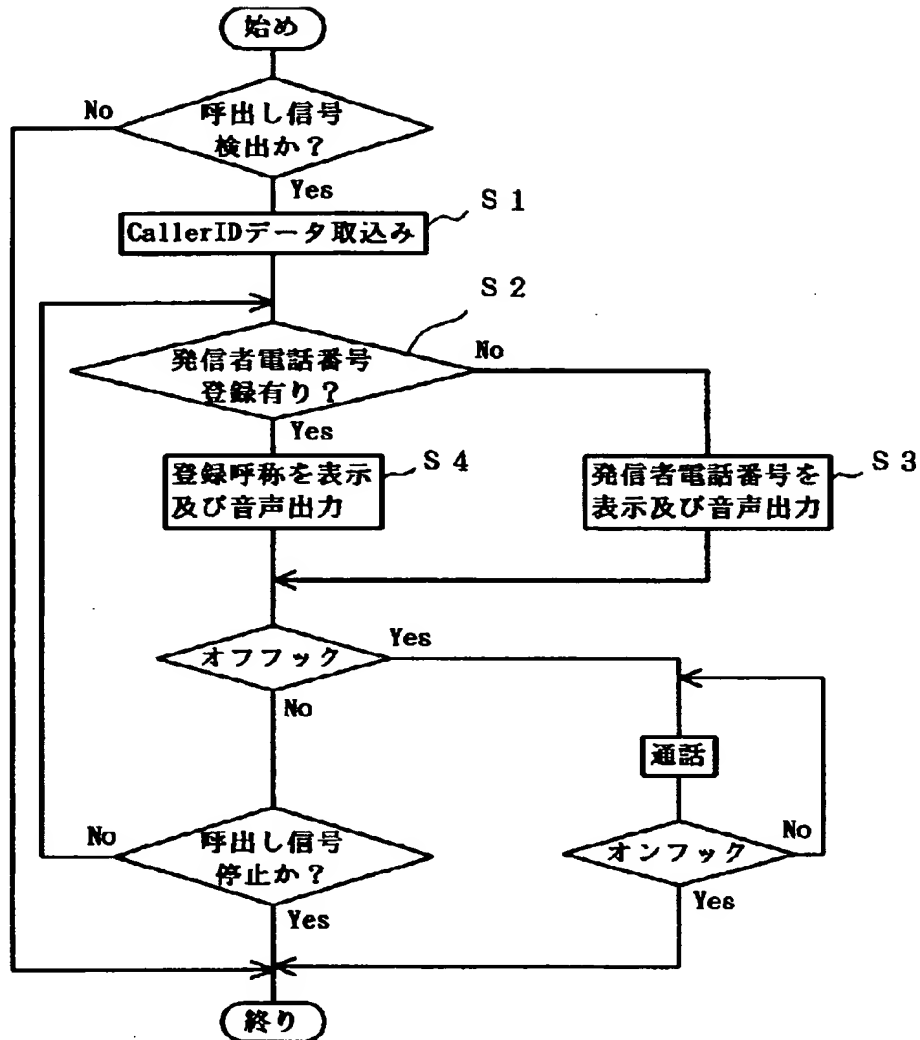 始め
呼出し信号
検出か?
No
Yes
S1
CallerIDデータ取込み
S2
発信者電話番号
登録有り?
No
Yes
S4
登録呼称を表示
及び音声出力
S3
発信者電話番号を
表示及び音声出力
オフフック
Yes
No
通話
呼出し信号
停止か?
No
Yes
オンフック
No
Yes
終り